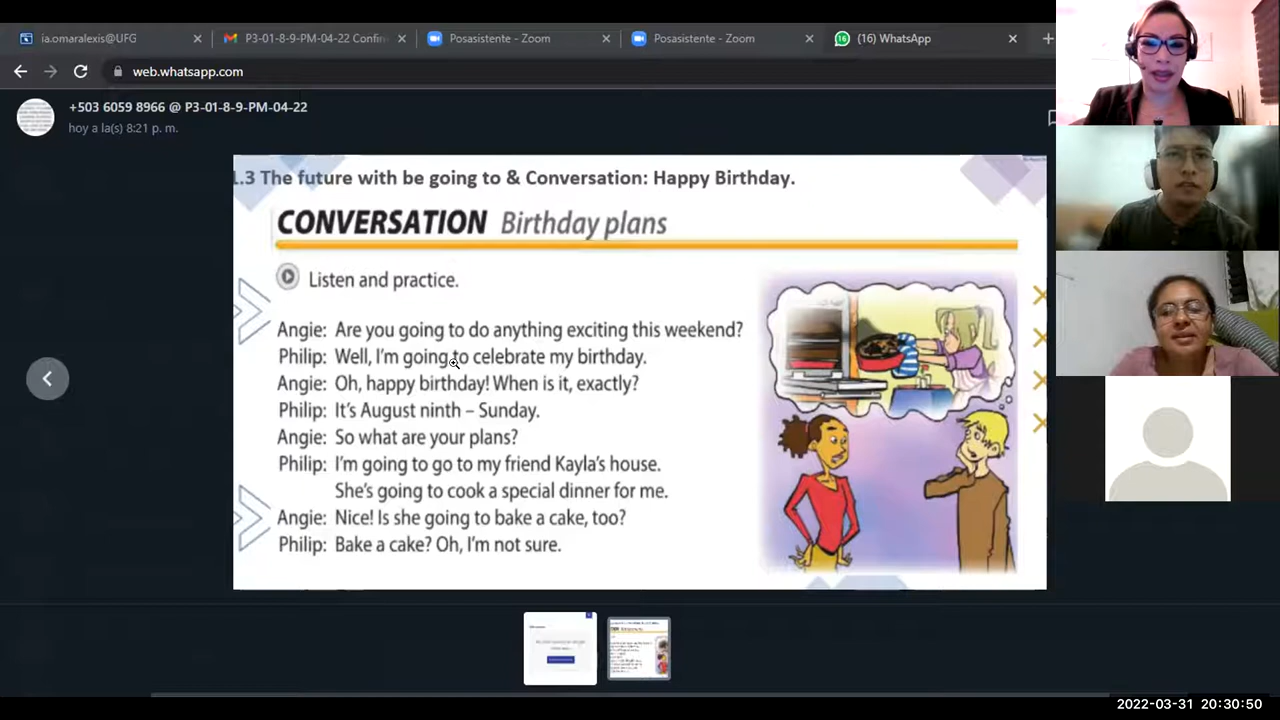 ia.omaralexis@UFG
P3-01-8-9-PM-04-22 Confir
Posasistente - Zoom
Posasistente - Zoom
(16) WhatsApp
web.whatsapp.com
+503 6059 8966 @ P3-01-8-9-PM-04-22
hoy a la(s) 8:21 p. m.
1.3 The future with be going to & Conversation: Happy Birthday.
CONVERSATION Birthday plans
Listen and practice.
Angie: Are you going to do anything exciting this weekend?
Philip: Well, I'm going to celebrate my birthday.
Angie: Oh, happy birthday! When is it, exactly?
Philip: It's August ninth – Sunday.
Angie: So what are your plans?
Philip: I'm going to go to my friend Kayla's house.
She's going to cook a special dinner for me.
Angie: Nice! Is she going to bake a cake, too?
Philip: Bake a cake? Oh, I'm not sure.
2022-03-31 20:30:50